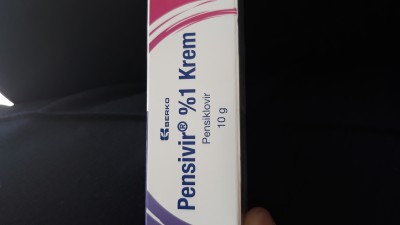 BERKO
Pensivir® %1 Krem
Pensiklovir
10 g